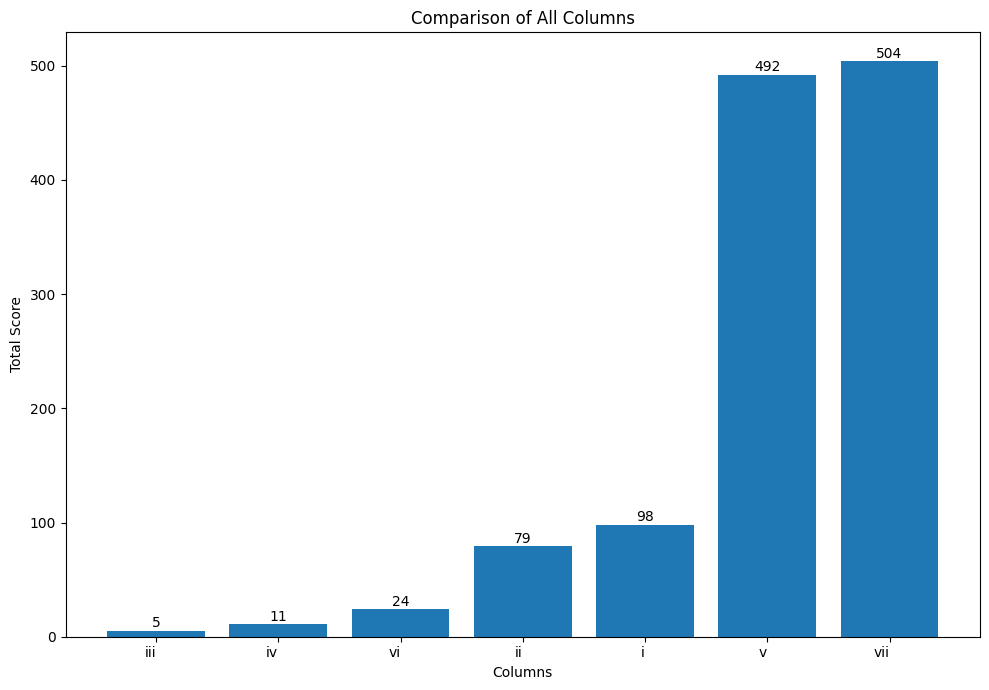 Comparison of All Columns
Total Score
500
400
300
200
100
0
5
11
24
79
98
492
504
iii
iv
vi
ii
i
v
vii
Columns